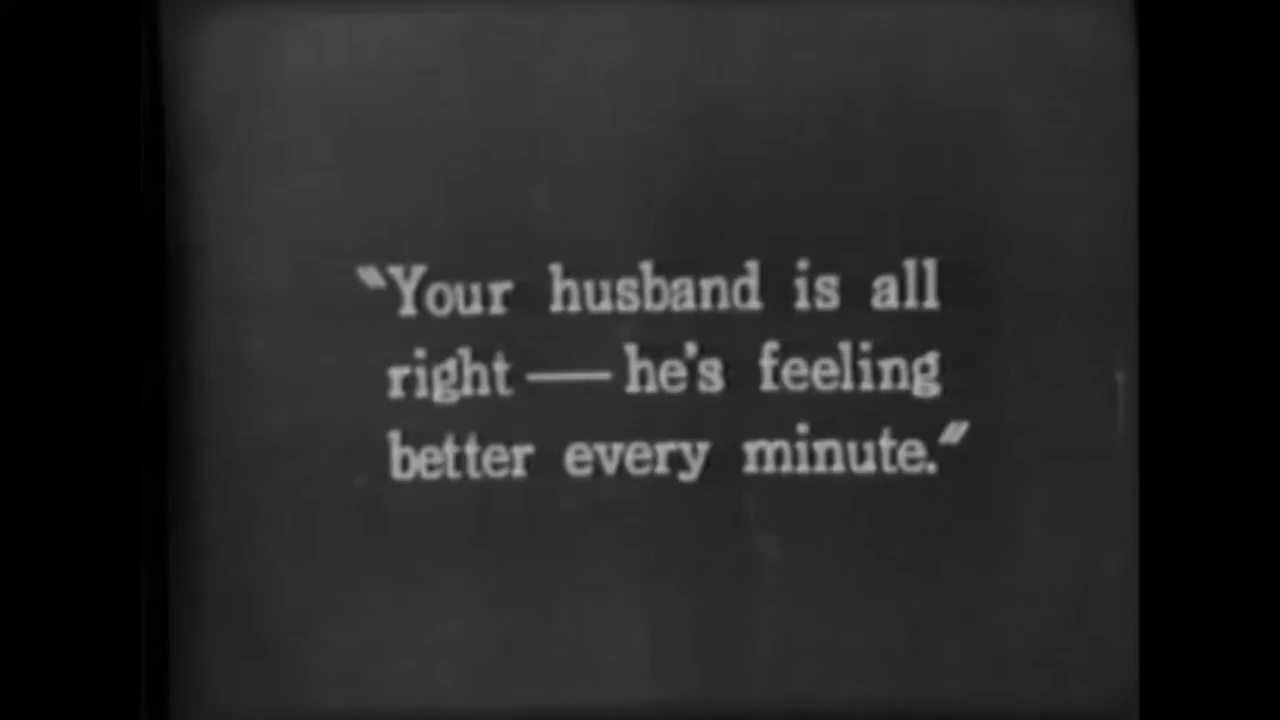 "Your husband is all
right — he's feeling
better every minute."